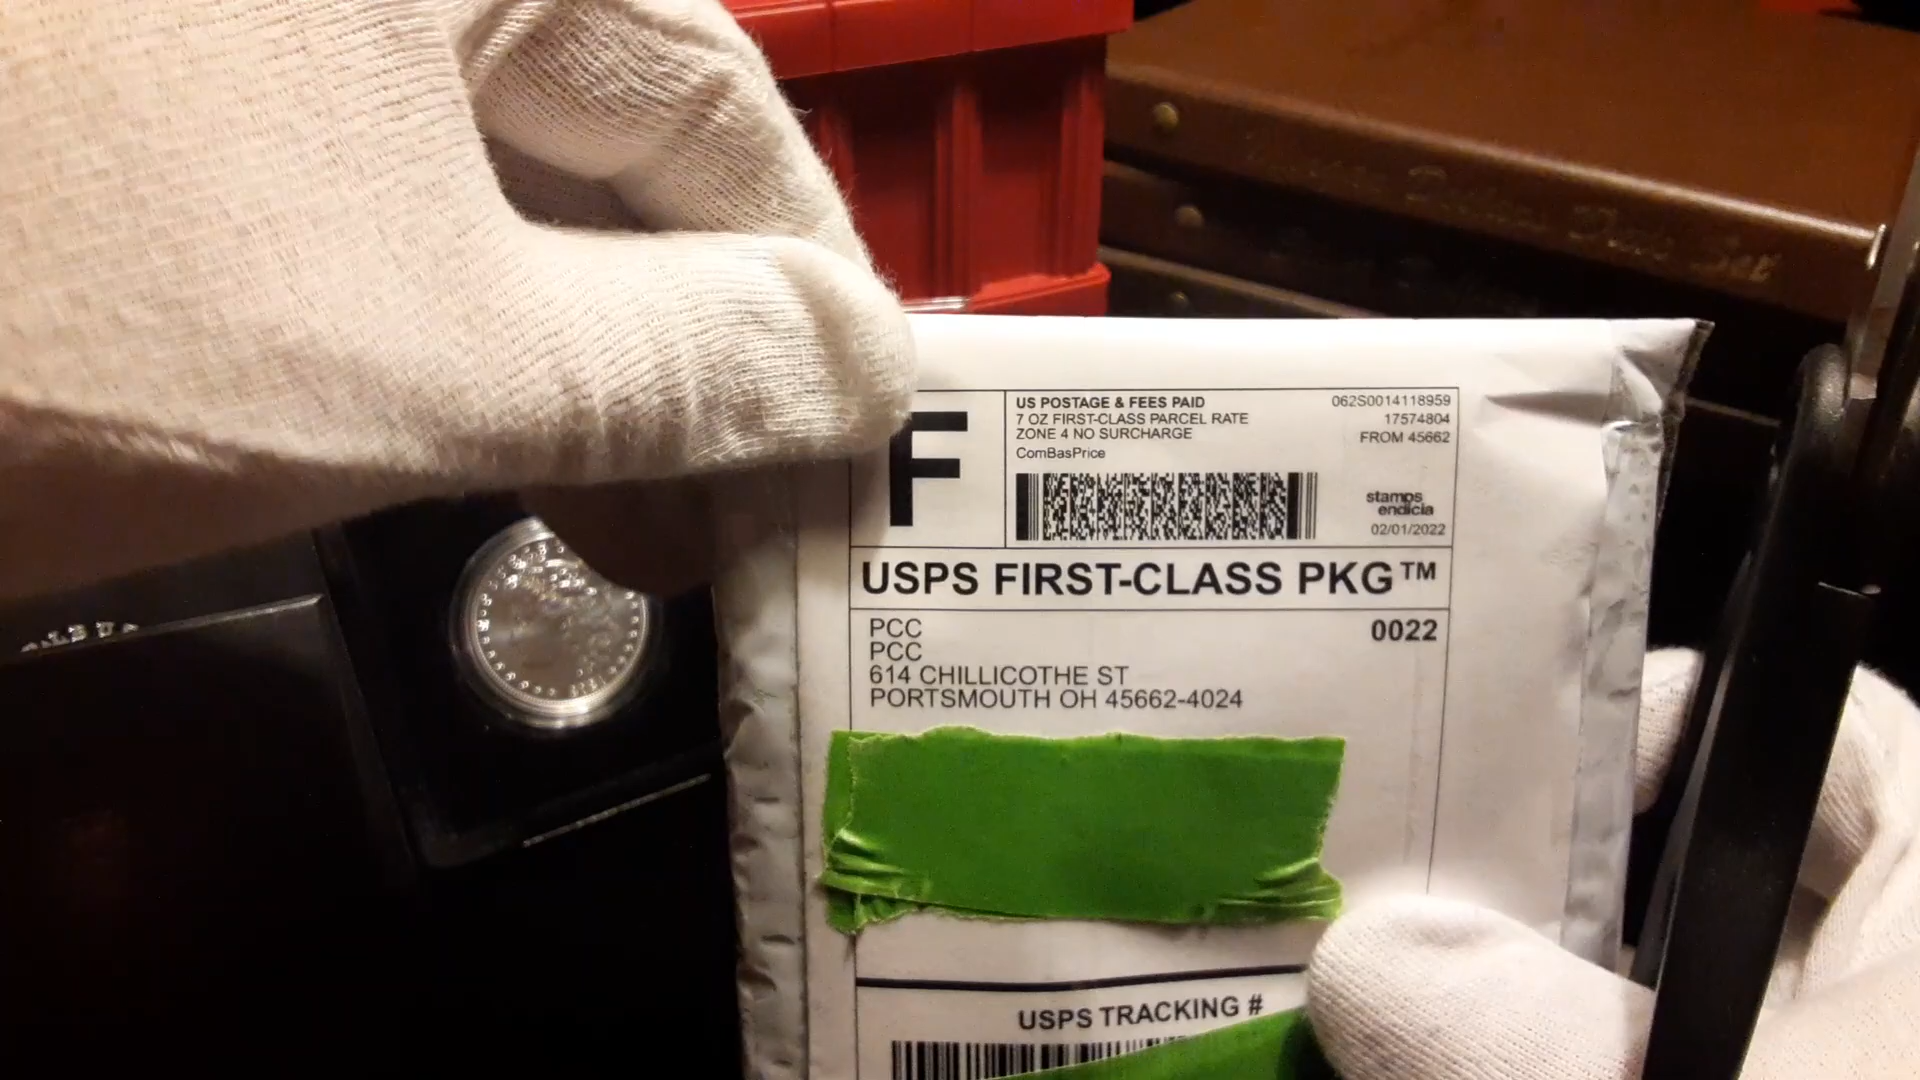 F
US POSTAGE & FEES PAID
7 OZ FIRST-CLASS PARCEL RATE
ZONE 4 NO SURCHARGE
ComBasPrice
062S0014118959
17574804
FROM 45662
stamps
endicia
02/01/2022
USPS FIRST-CLASS PKG™
PCC
PCC
614 CHILLICOTHE ST
PORTSMOUTH OH 45662-4024
0022
USPS TRACKING #